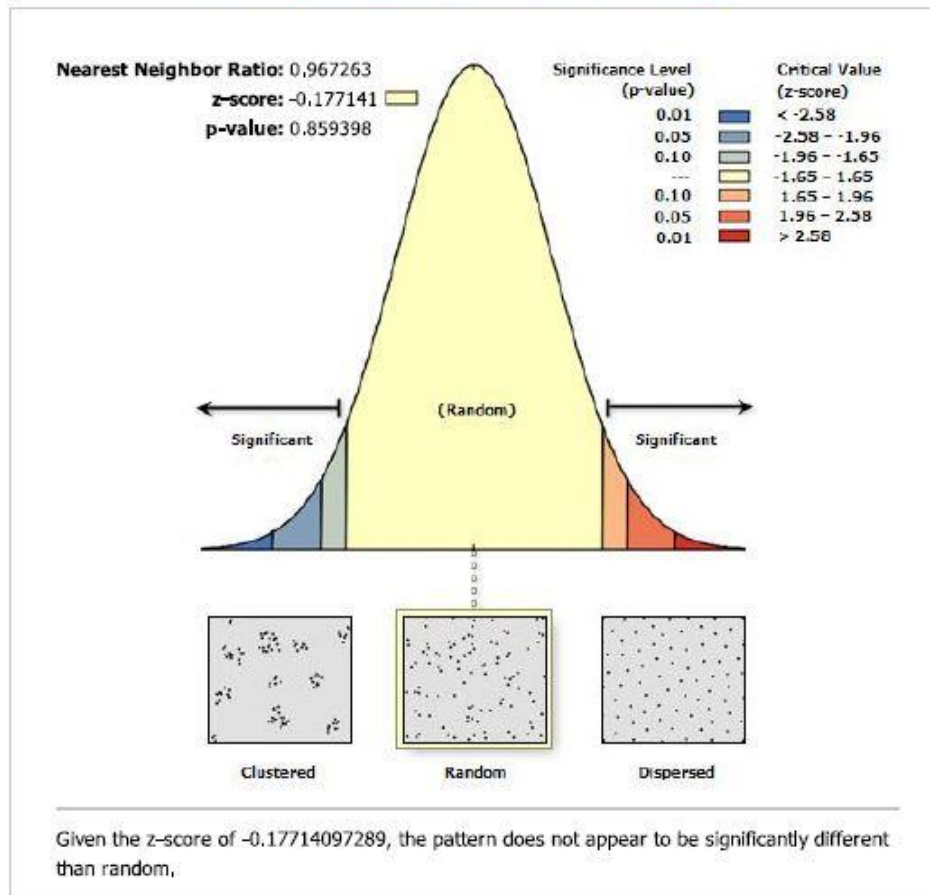 Nearest Neighbor Ratio: 0.967263
z-score: -0.177141
p-value: 0.859398
Significance Level Critical Value
(p-value) (z-score)
0.01 < -2.58
0.05 -2.58 - -1.96
0.10 -1.96 - -1.65
--- -1.65 - 1.65
0.10 1.65 - 1.96
0.05 1.96 - 2.58
0.01 > 2.58
(Random)
Significant Significant
Clustered Random Dispersed
Given the z-score of -0.17714097289, the pattern does not appear to be significantly different
than random.